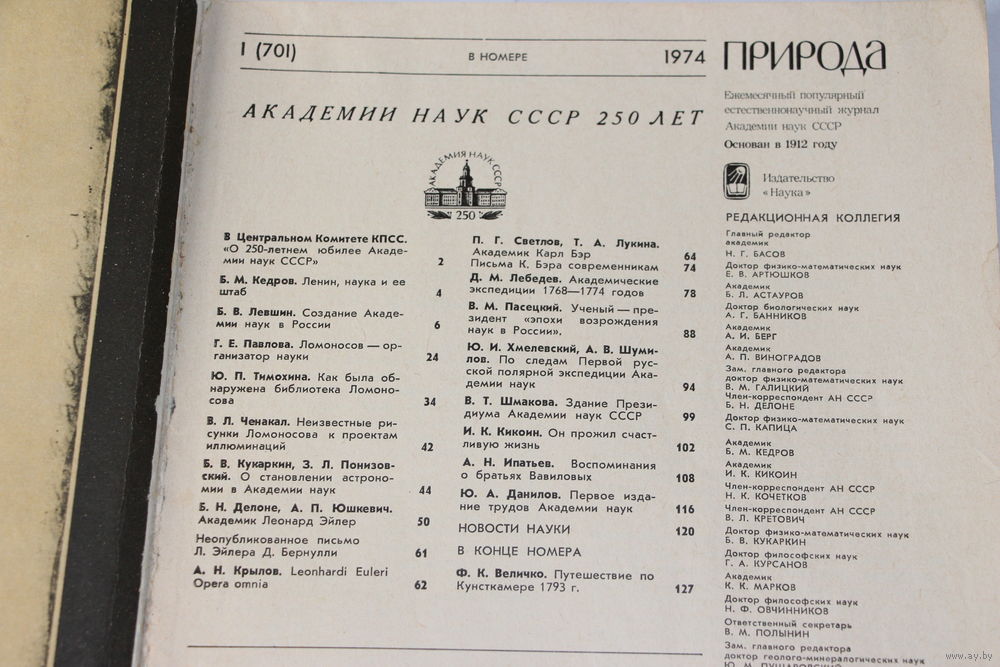 I (701)
В НОМЕРЕ
1974
АКАДЕМИИ НАУК СССР 250 ЛЕТ
АКАДЕМИЯ НАУК СССР
250
В Центральном Комитете КПСС.
«О 250-летнем юбилее Акаде-
мии наук СССР» 2
Б. М. Кедров. Ленин, наука и ее
штаб 4
Б. В. Левшин. Создание Акаде-
мии наук в России 6
Г. Е. Павлова. Ломоносов — ор-
ганизатор науки 24
Ю. П. Тимохина. Как была об-
наружена библиотека Ломоно-
сова 34
В. Л. Ченакал. Неизвестные ри-
сунки Ломоносова к проектам
иллюминаций 42
Б. В. Кукаркин, З. Л. Понизов-
ский. О становлении астроно-
мии в Академии наук 44
Б. Н. Делоне, А. П. Юшкевич.
Академик Леонард Эйлер 50
Неопубликованное письмо
Л. Эйлера Д. Бернулли 61
А. Н. Крылов. Leonhardi Euleri
Opera omnia 62
П. Г. Светлов, Т. А. Лукина.
Академик Карл Бэр 64
Письма К. Бэра современникам 74
Д. М. Лебедев. Академические
экспедиции 1768—1774 годов 78
В. М. Пасецкий. Ученый — пре-
зидент «эпохи возрождения
наук в России». 88
Ю. И. Хмелевский, А. В. Шуми-
лов. По следам Первой рус-
ской полярной экспедиции Ака-
демии наук 94
В. Т. Шмакова. Здание Прези-
диума Академии наук СССР 99
И. К. Кикоин. Он прожил счаст-
ливую жизнь 102
А. Н. Ипатьев. Воспоминания
о братьях Вавиловых 108
Ю. А. Данилов. Первое изда-
ние трудов Академии наук 116
НОВОСТИ НАУКИ 120
В КОНЦЕ НОМЕРА
Ф. К. Величко. Путешествие по
Кунсткамере 1793 г. 127
ПРИРОДА
Ежемесячный популярный
естественнонаучный журнал
Академии наук СССР
Основан в 1912 году
Издательство
«Наука»
РЕДАКЦИОННАЯ КОЛЛЕГИЯ
Главный редактор
академик
Н. Г. БАСОВ
Доктор физико-математических наук
Е. В. АРТЮШКОВ
Академик
Б. Л. АСТАУРОВ
Доктор биологических наук
А. Г. БАННИКОВ
Академик
А. И. БЕРГ
Академик
А. П. ВИНОГРАДОВ
Зам. главного редактора
доктор физико-математических наук
В. М. ГАЛИЦКИЙ
Член-корреспондент АН СССР
Б. Н. ДЕЛОНЕ
Доктор физико-математических наук
С. П. КАПИЦА
Академик
Б. М. КЕДРОВ
Академик
И. К. КИКОИН
Член-корреспондент АН СССР
Н. К. КОЧЕТКОВ
Член-корреспондент АН СССР
В. Л. КРЕТОВИЧ
Доктор физико-математических наук
Б. В. КУКАРКИН
Доктор философских наук
Г. А. КУРСАНОВ
Академик
К. К. МАРКОВ
Доктор философских наук
Н. Ф. ОВЧИННИКОВ
Ответственный секретарь
В. М. ПОЛЫНИН
Зам. главного редактора
доктор геолого-минералогических наук
Ю. М. ПУЩАРОВСКИЙ
www.ay.by